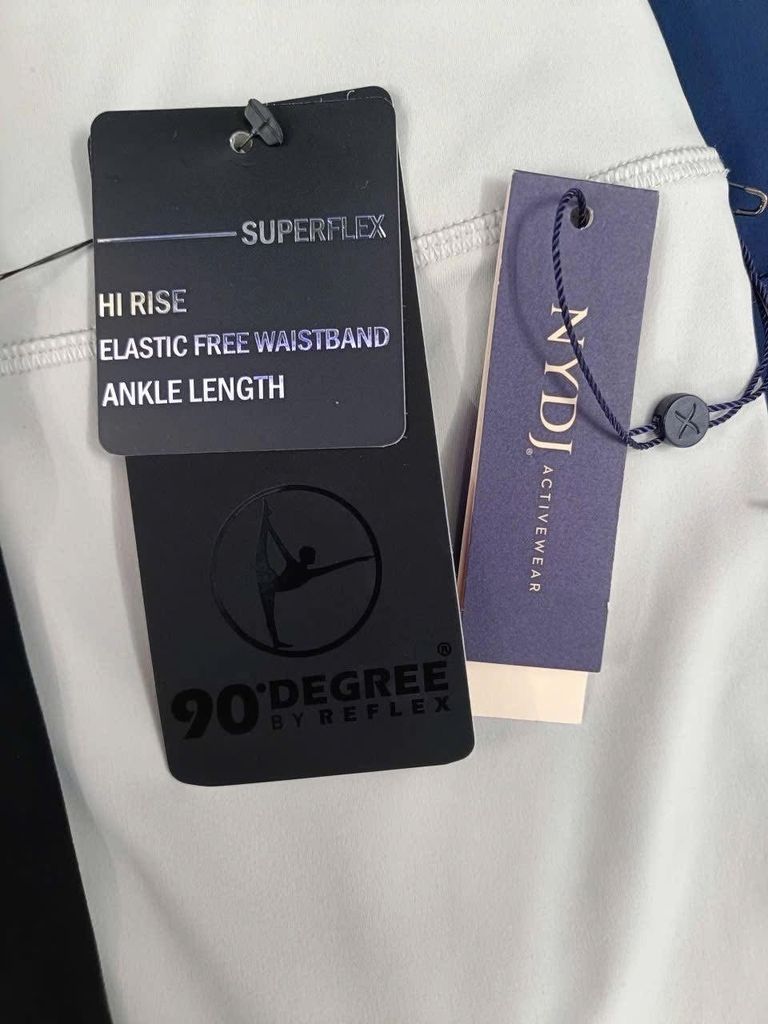 SUPERFLEX
HI RISE
ELASTIC FREE WAISTBAND
ANKLE LENGTH
90° DEGREE®
BY REFLEX
NYDJ® ACTIVEWEAR